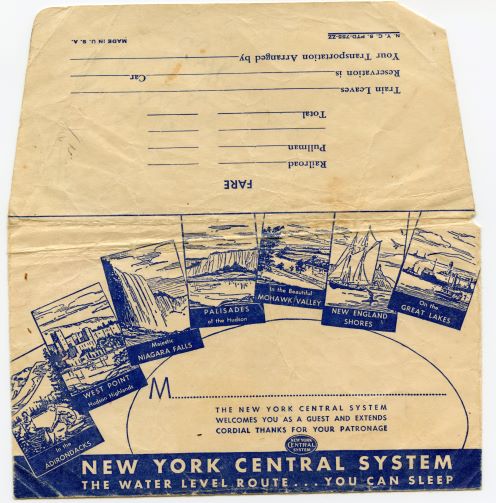 N.Y.C.S. PTD-755-ZZ
MADE IN U.S.A.
Your Transportation Arranged by
Reservation is Car
Train Leaves
Total
Pullman
Railroad
FARE
In the
ADIRONDACKS
WEST POINT
Hudson Highlands
Majestic
NIAGARA FALLS
PALISADES
of the Hudson
In the Beautiful
MOHAWK VALLEY
NEW ENGLAND
SHORES
On the
GREAT LAKES
M
THE NEW YORK CENTRAL SYSTEM
WELCOMES YOU AS A GUEST AND EXTENDS
CORDIAL THANKS FOR YOUR PATRONAGE
NEW YORK
CENTRAL
SYSTEM
NEW YORK CENTRAL SYSTEM
THE WATER LEVEL ROUTE... YOU CAN SLEEP